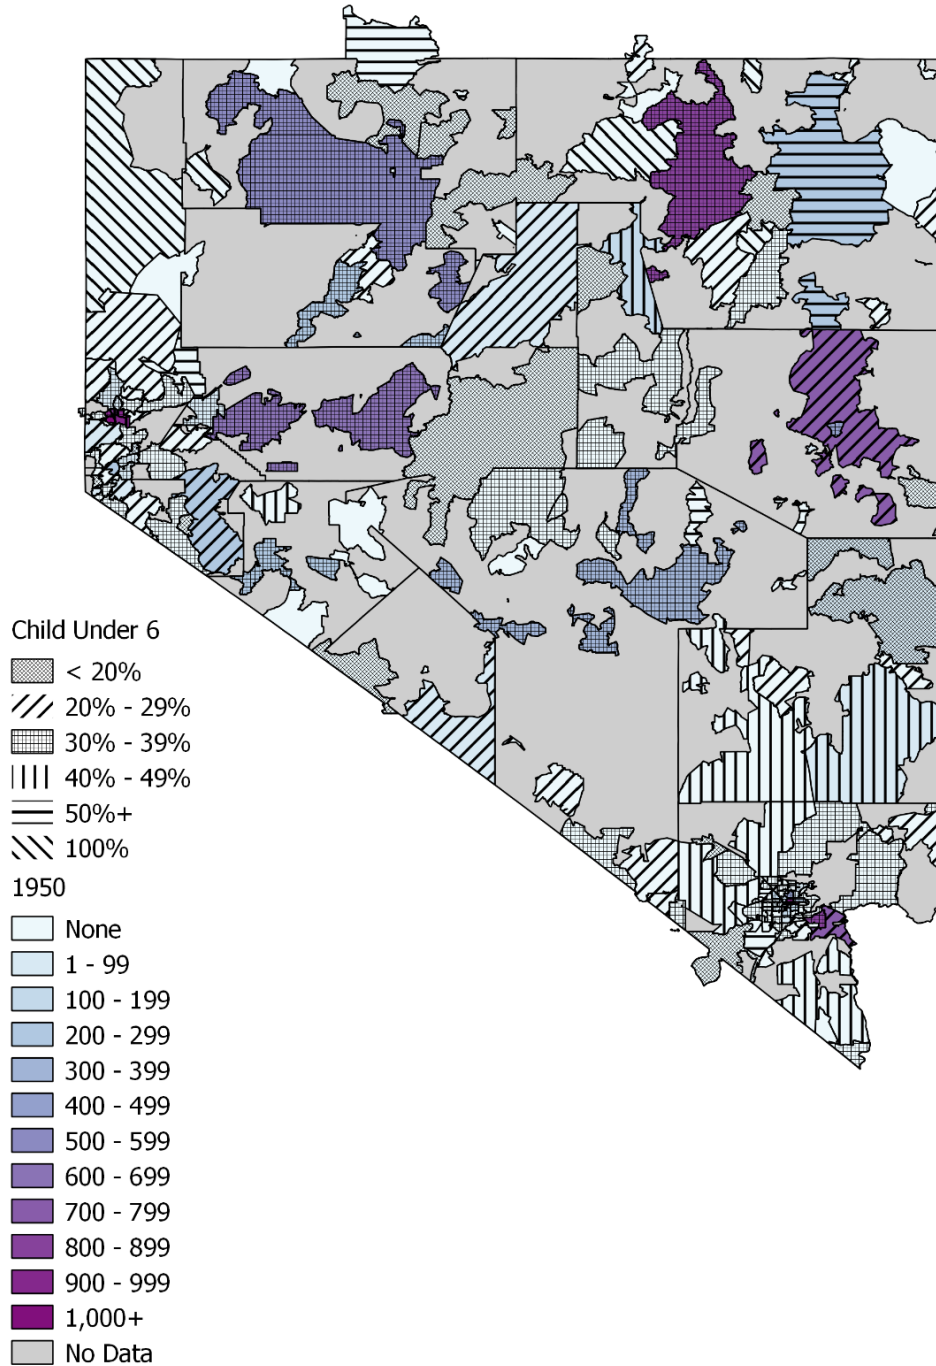 Child Under 6
< 20%
20% - 29%
30% - 39%
40% - 49%
50%+
100%
1950
None
1 - 99
100 - 199
200 - 299
300 - 399
400 - 499
500 - 599
600 - 699
700 - 799
800 - 899
900 - 999
1,000+
No Data